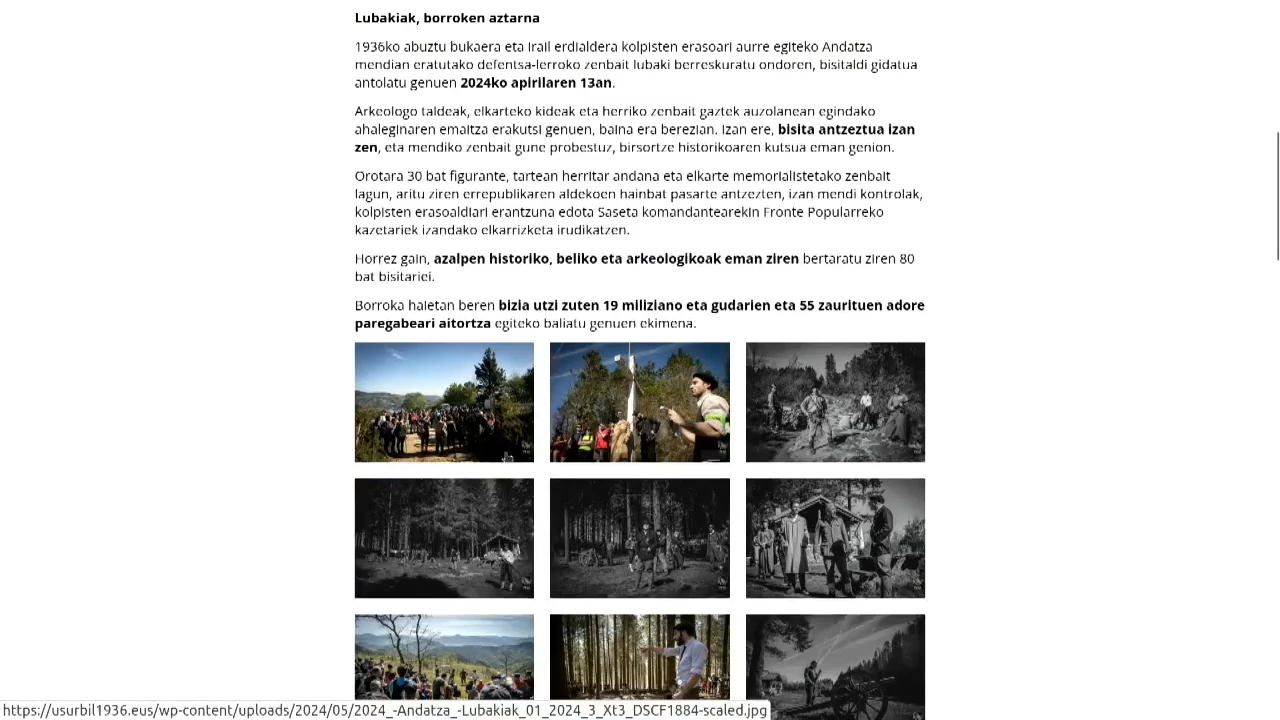 Lubakiak, borroken aztarna
1936ko abuztu bukaera eta irail erdialdera kolpisten erasoari aurre egiteko Andatza
mendian eratutako defentsa-lerroko zenbait lubaki berreskuratu ondoren, bisitaldi gidatua
antolatu genuen 2024ko apirilaren 13an.
Arkeologo taldeak, elkarteko kideak eta herriko zenbait gaztek auzolanean egindako
ahaleginaren emaitza erakutsi genuen, baina era berezian. Izan ere, bisita antzeztua izan
zen, eta mendiko zenbait gune probestuz, birsortze historikoaren kutsua eman genion.
Orotara 30 bat figurante, tartean herritar andana eta elkarte memorialistetako zenbait
lagun, aritu ziren errepublikaren aldekoen hainbat pasarte antzezten, izan mendi kontrolak,
kolpisten erasoaldiari erantzuna edota Saseta komandantearekin Fronte Popularreko
kazetariek izandako elkarrizketa irudikatzen.
Horrez gain, azalpen historiko, beliko eta arkeologikoak eman ziren bertaratu ziren 80
bat bisitariei.
Borroka haietan beren bizia utzi zuten 19 miliziano eta gudarien eta 55 zaurituen adore
paregabeari aitortza egiteko baliatu genuen ekimena.
https://usurbil1936.eus/wp-content/uploads/2024/05/2024_-Andatza_-Lubakiak_01_2024_3_Xt3_DSCF1884-scaled.jpg